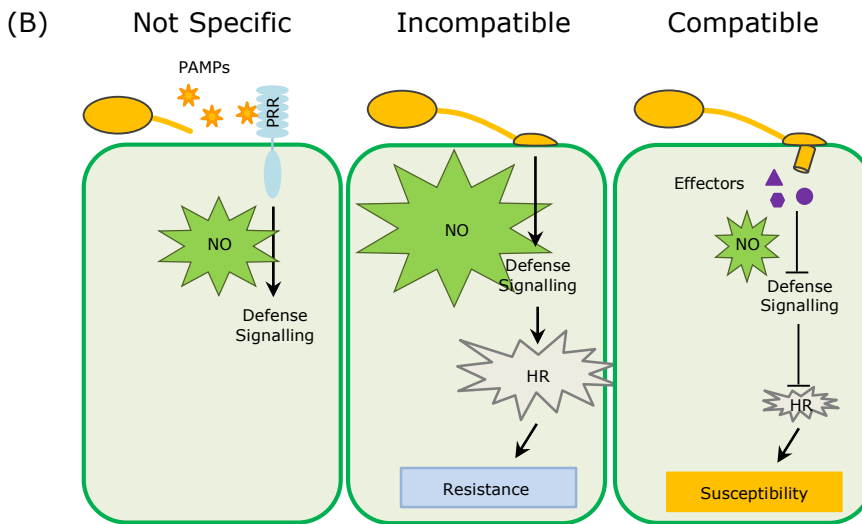 (B)
Not Specific
Incompatible
Compatible
PAMPs
PRR
NO
Defense
Signalling
NO
Defense
Signalling
HR
Resistance
Effectors
NO
Defense
Signalling
HR
Susceptibility